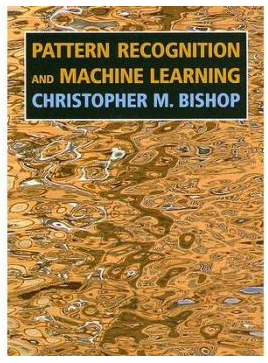 PATTERN RECOGNITION
AND MACHINE LEARNING
CHRISTOPHER M. BISHOP